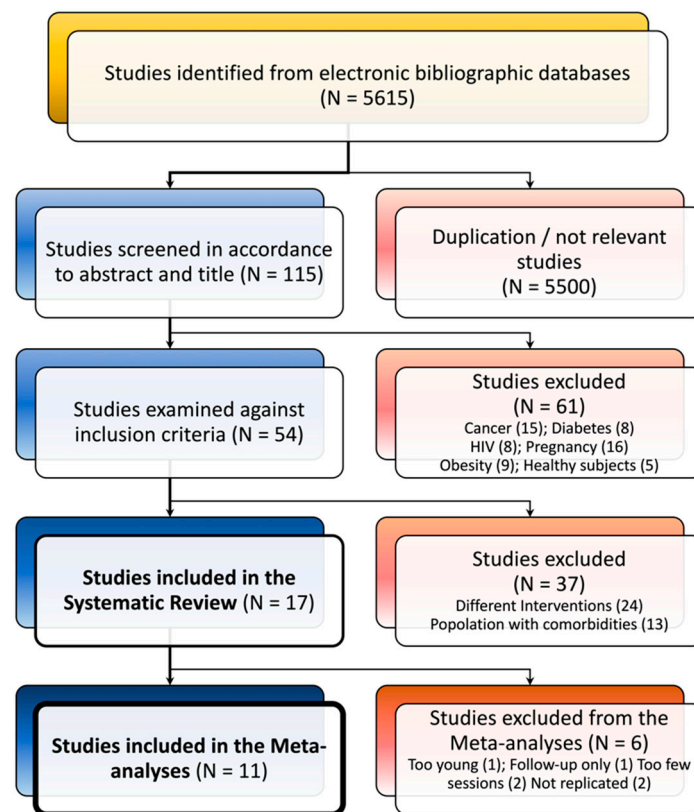 Studies identified from electronic bibliographic databases
(N = 5615)
Studies screened in accordance
to abstract and title (N = 115)
Duplication / not relevant
studies
(N = 5500)
Studies examined against
inclusion criteria (N = 54)
Studies excluded
(N = 61)
Cancer (15); Diabetes (8)
HIV (8); Pregnancy (16)
Obesity (9); Healthy subjects (5)
Studies included in the
Systematic Review (N = 17)
Studies excluded
(N = 37)
Different Interventions (24)
Population with comorbidities (13)
Studies included in the Meta-
analyses (N = 11)
Studies excluded from the
Meta-analyses (N = 6)
Too young (1); Follow-up only (1) Too few
sessions (2) Not replicated (2)